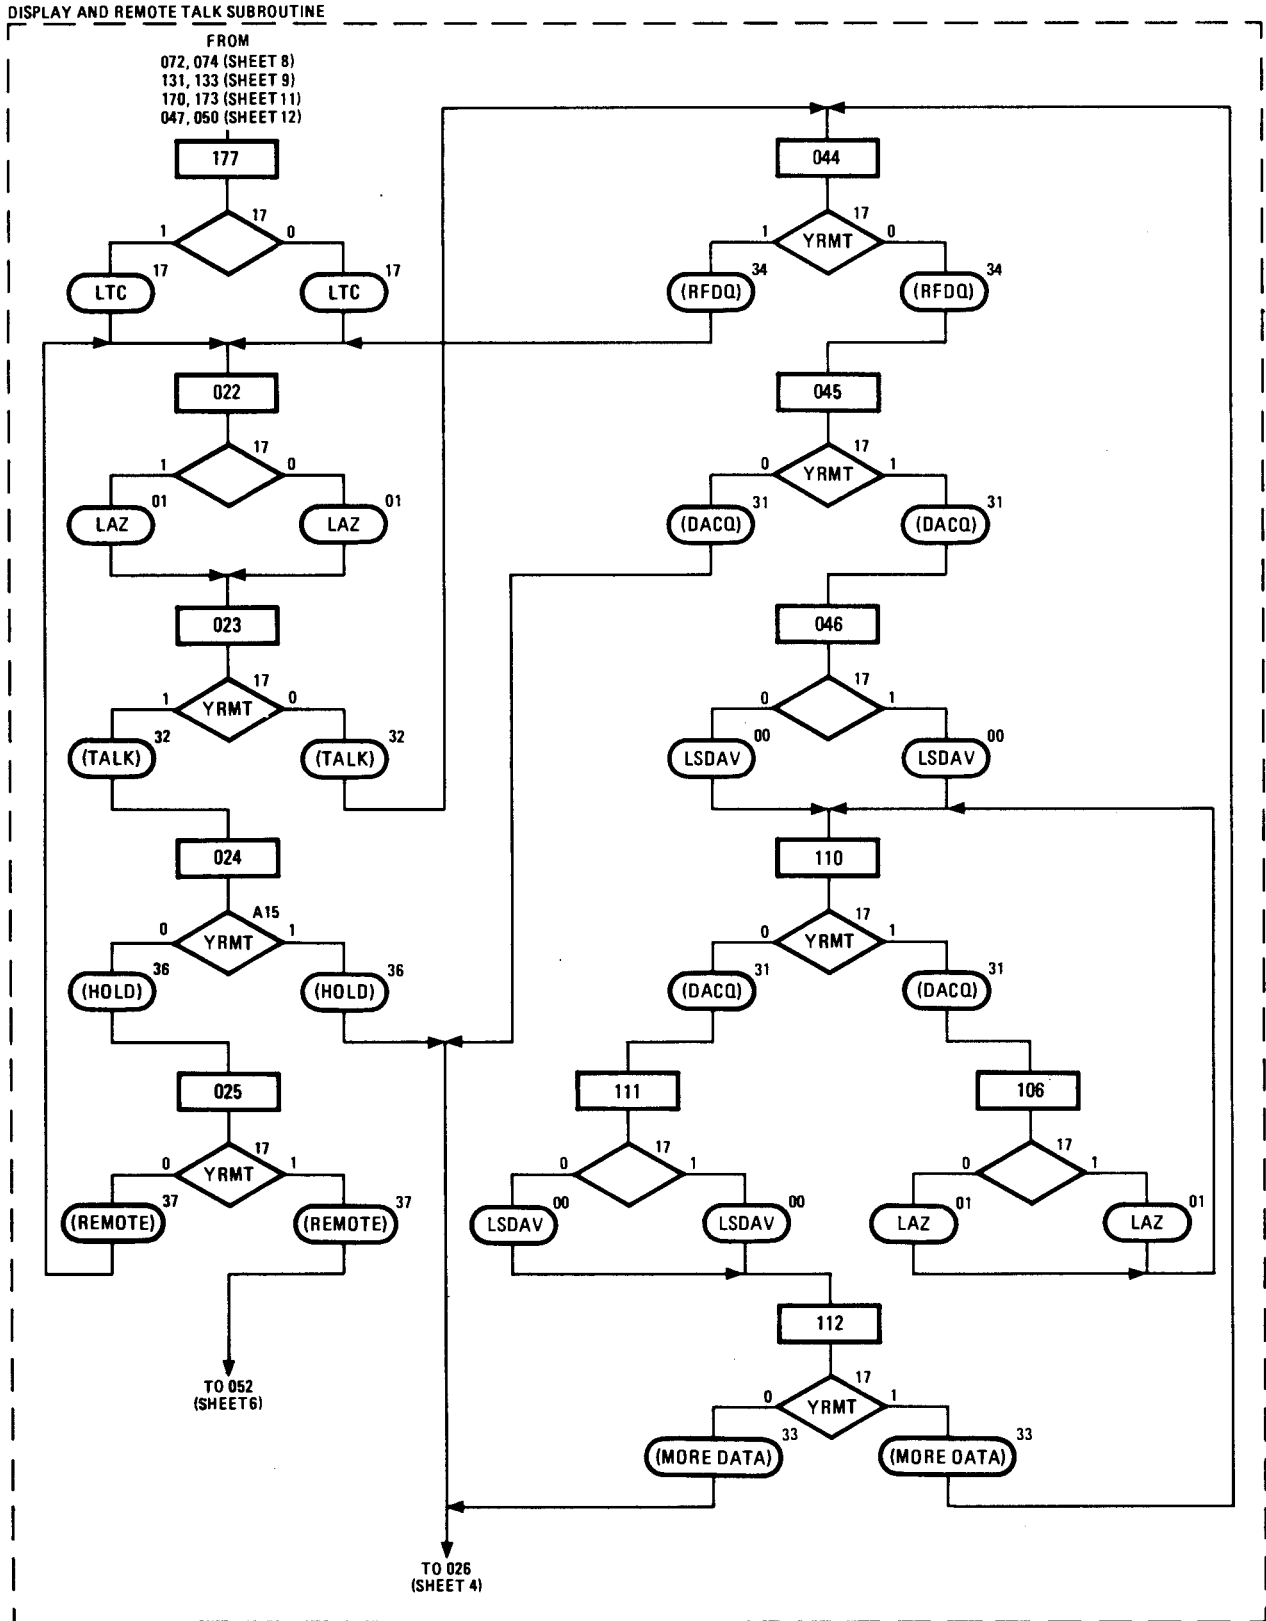 DISPLAY AND REMOTE TALK SUBROUTINE
FROM
072, 074 (SHEET 8)
131, 133 (SHEET 9)
170, 173 (SHEET 11)
047, 050 (SHEET 12)
177
17
1
0
LTC
17
LTC
17
022
17
1
0
LAZ
01
LAZ
01
023
17
1
YRMT
0
(TALK)
32
(TALK)
32
024
A15
0
YRMT
1
(HOLD)
36
(HOLD)
36
025
17
0
YRMT
1
(REMOTE)
37
(REMOTE)
37
TO 052
(SHEET 6)
044
17
1
YRMT
0
(RFDQ)
34
(RFDQ)
34
045
17
0
YRMT
1
(DACQ)
31
(DACQ)
31
046
17
0
1
LSDAV
00
LSDAV
00
110
17
0
YRMT
1
(DACQ)
31
(DACQ)
31
111
17
0
1
LSDAV
00
LSDAV
00
106
17
0
1
LAZ
01
LAZ
01
112
17
0
YRMT
1
(MORE DATA)
33
(MORE DATA)
33
TO 026
(SHEET 4)